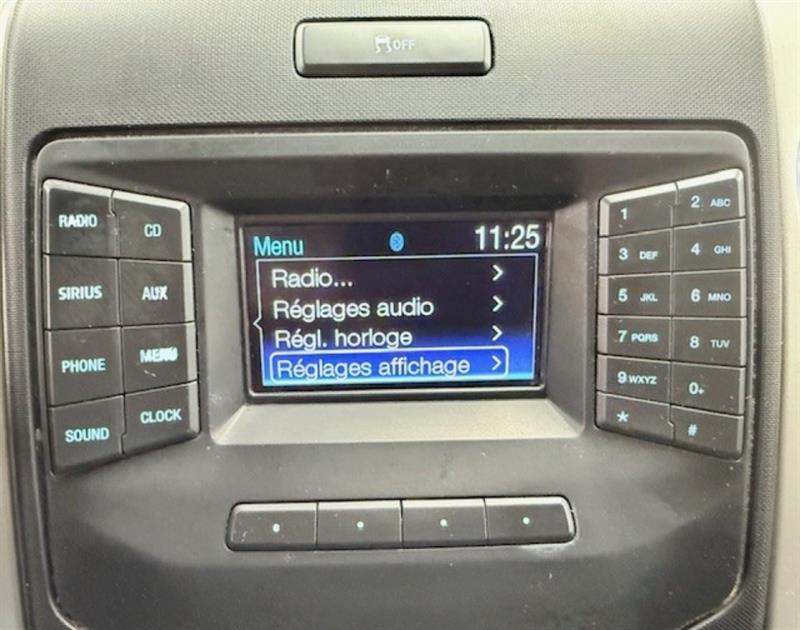 OFF
RADIO
CD
SIRIUS
AUX
PHONE
MENU
SOUND
CLOCK
Menu 11:25
Radio...
Réglages audio
Régl. horloge
Réglages affichage
1
2 ABC
3 DEF
4 GHI
5 JKL
6 MNO
7 PQRS
8 TUV
9 WXYZ
0+
*
#